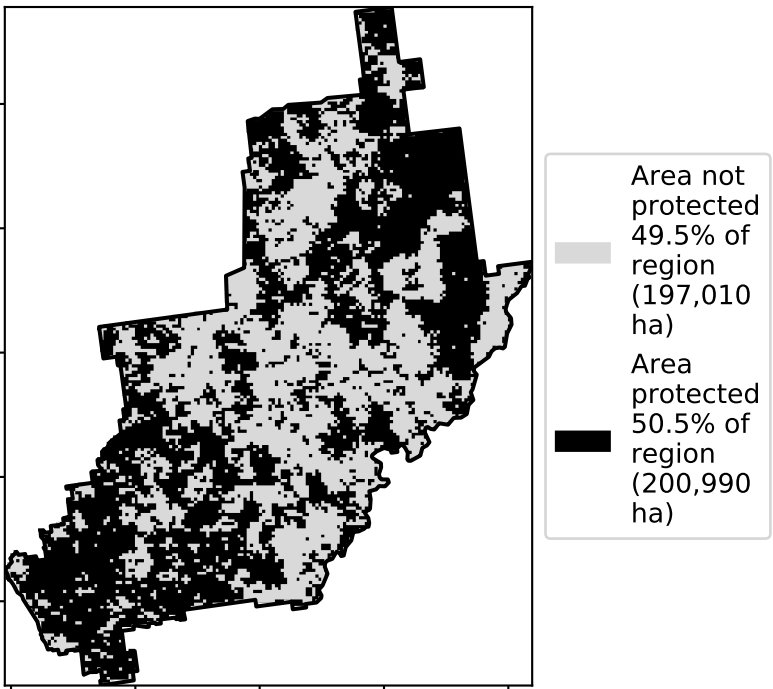 Area not
protected
49.5% of
region
(197,010
ha)
Area
protected
50.5% of
region
(200,990
ha)